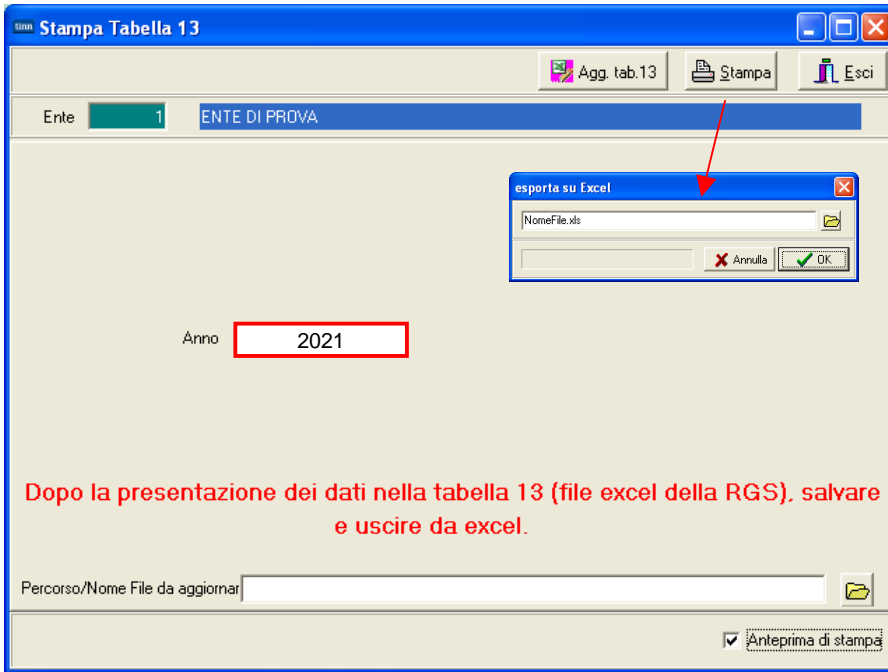 tinn Stampa Tabella 13
Agg. tab.13 Stampa Esci
Ente 1 ENTE DI PROVA
esporta su Excel
NomeFile.xls
Annulla OK
Anno 2021
Dopo la presentazione dei dati nella tabella 13 (file excel della RGS), salvare
e uscire da excel.
Percorso/Nome File da aggiornar
Anteprima di stampa